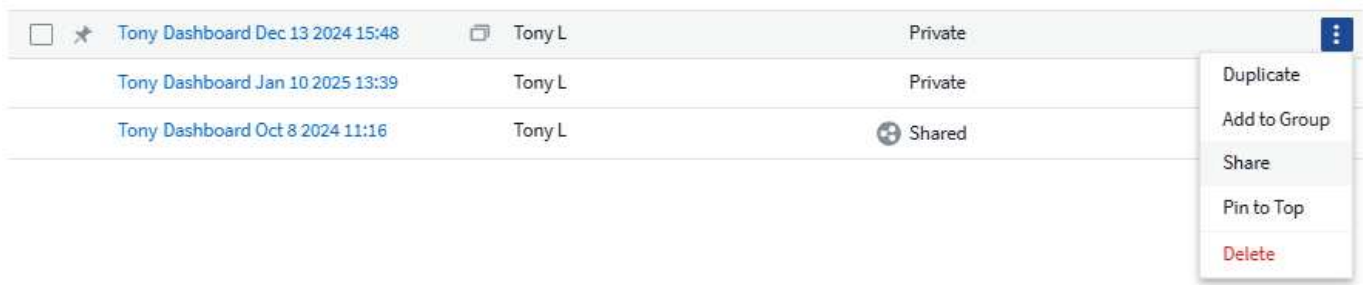 Tony Dashboard Dec 13 2024 15:48 Tony L Private
Tony Dashboard Jan 10 2025 13:39 Tony L Private
Tony Dashboard Oct 8 2024 11:16 Tony L Shared
Duplicate
Add to Group
Share
Pin to Top
Delete